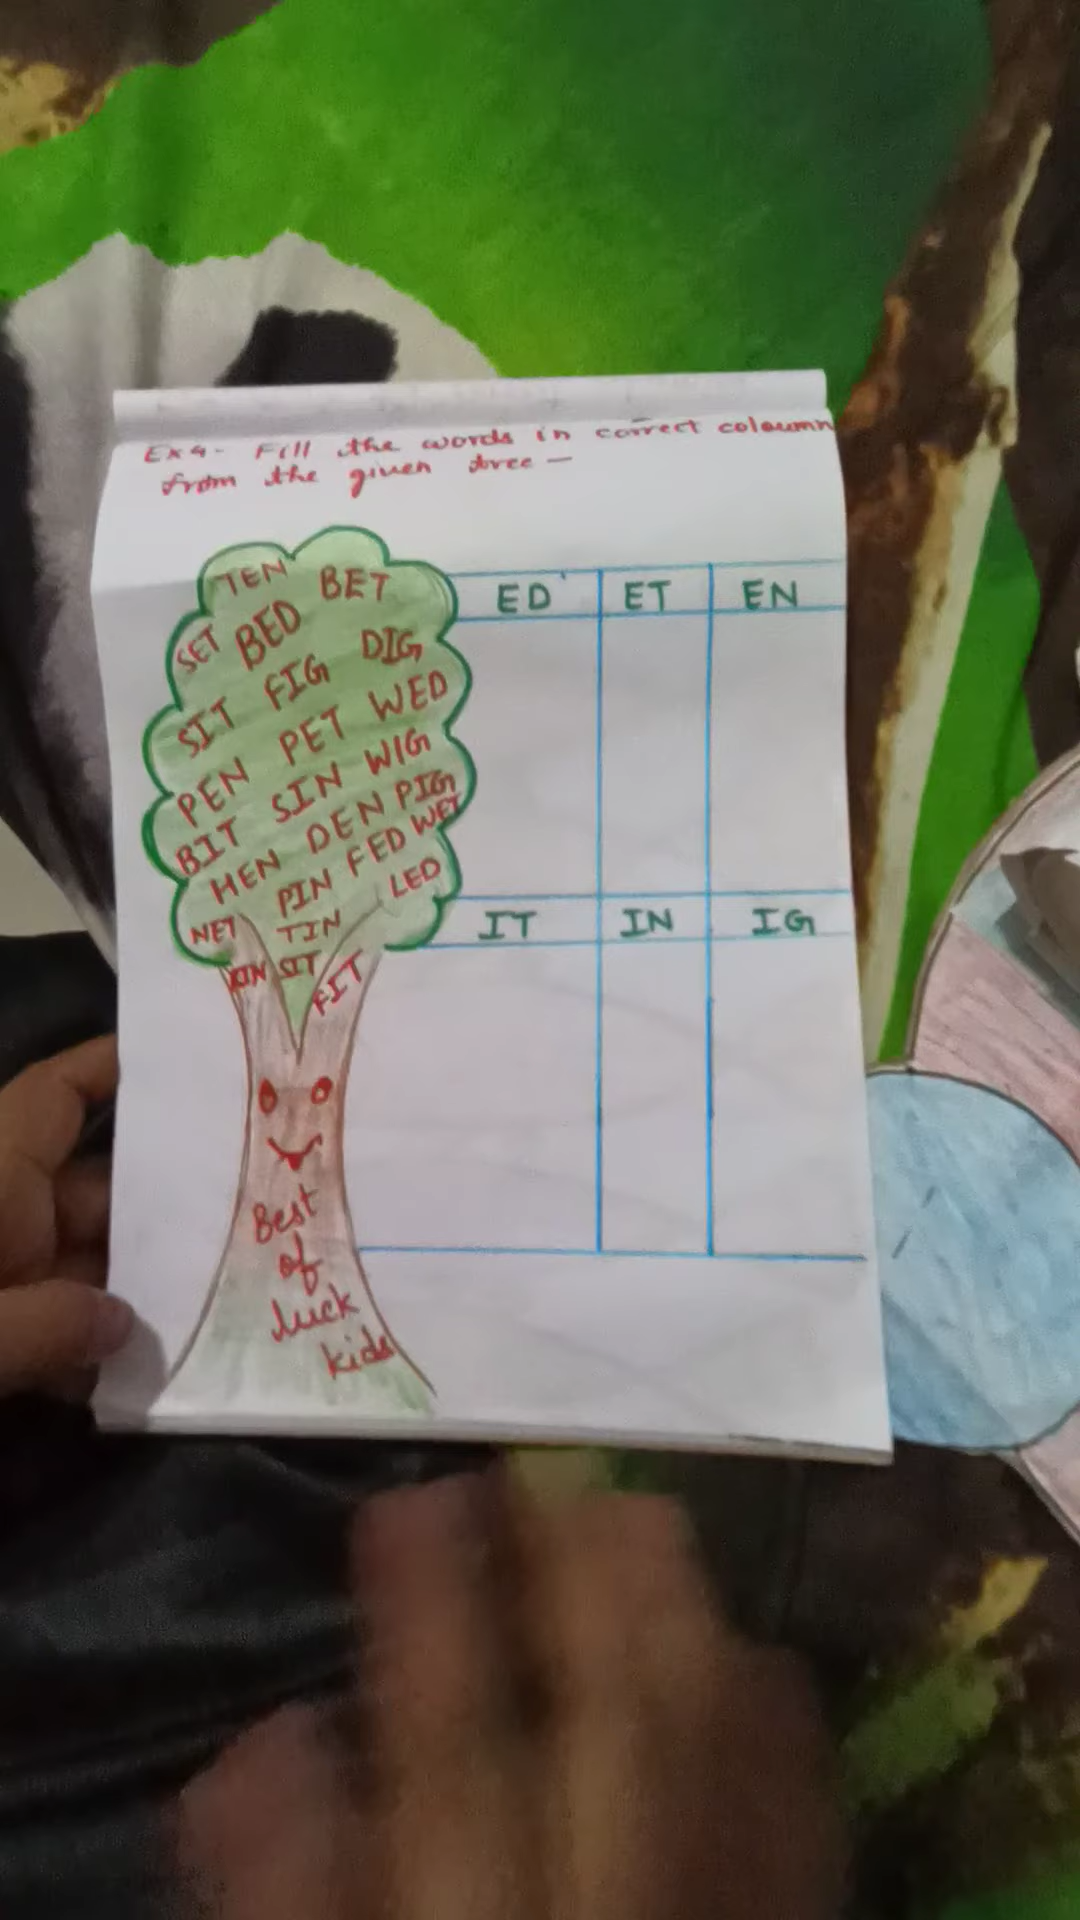 Ex 4- Fill the words in correct coloumn
from the given tree —
TEN BET
SET BED DIG
SIT FIG WED
PEN PET WIG
BIT SIN PIG
HEN DEN FED WET
NET PIN LED
TIN
SIT FIT
ED ET EN
IT IN IG
Best
of
luck
kids